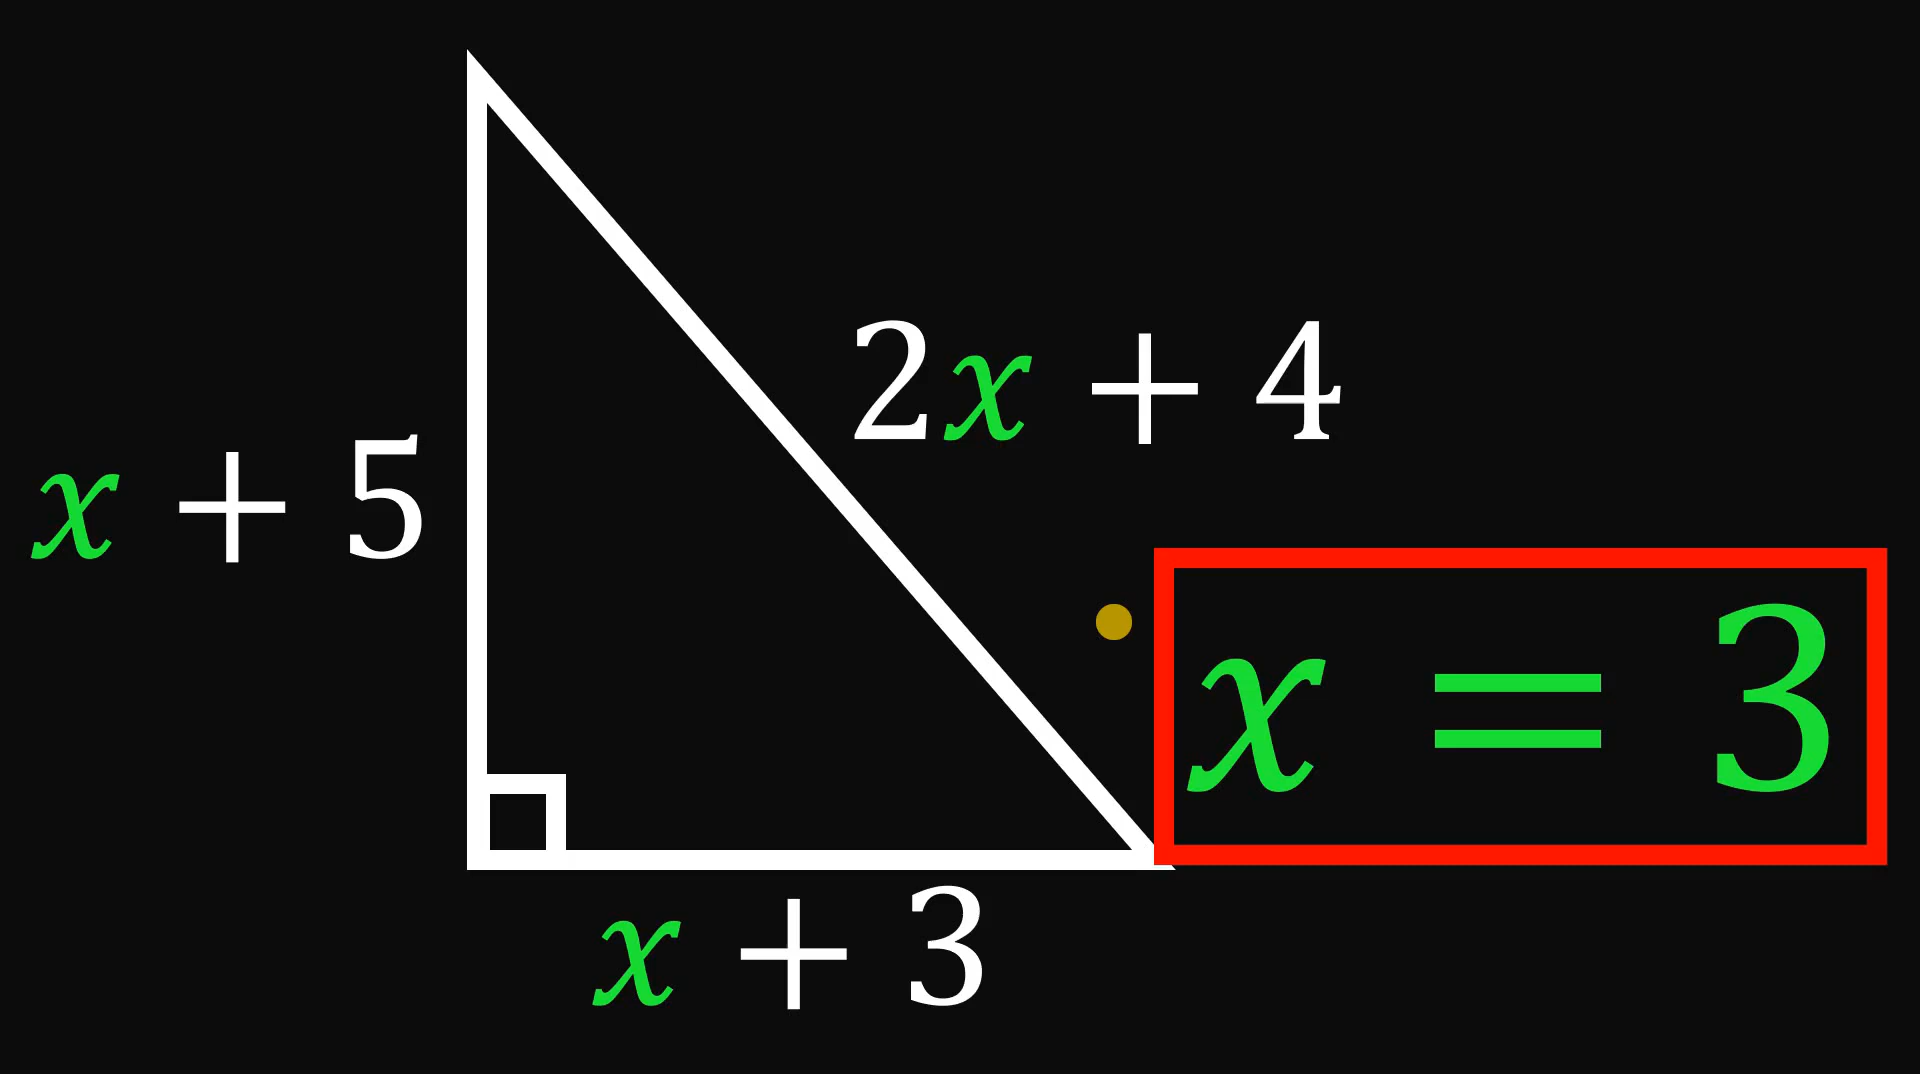 2x + 4
x + 5
x = 3
x + 3